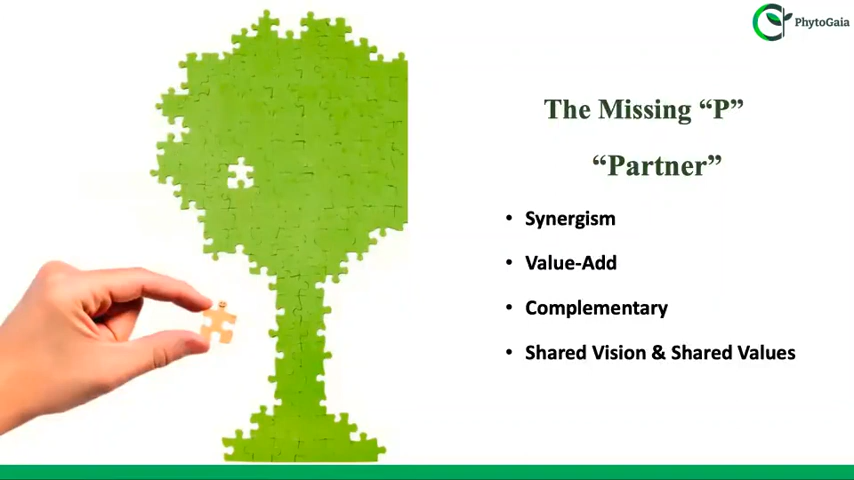 PhytoGaia
The Missing “P”
“Partner”
• Synergism
• Value-Add
• Complementary
• Shared Vision & Shared Values